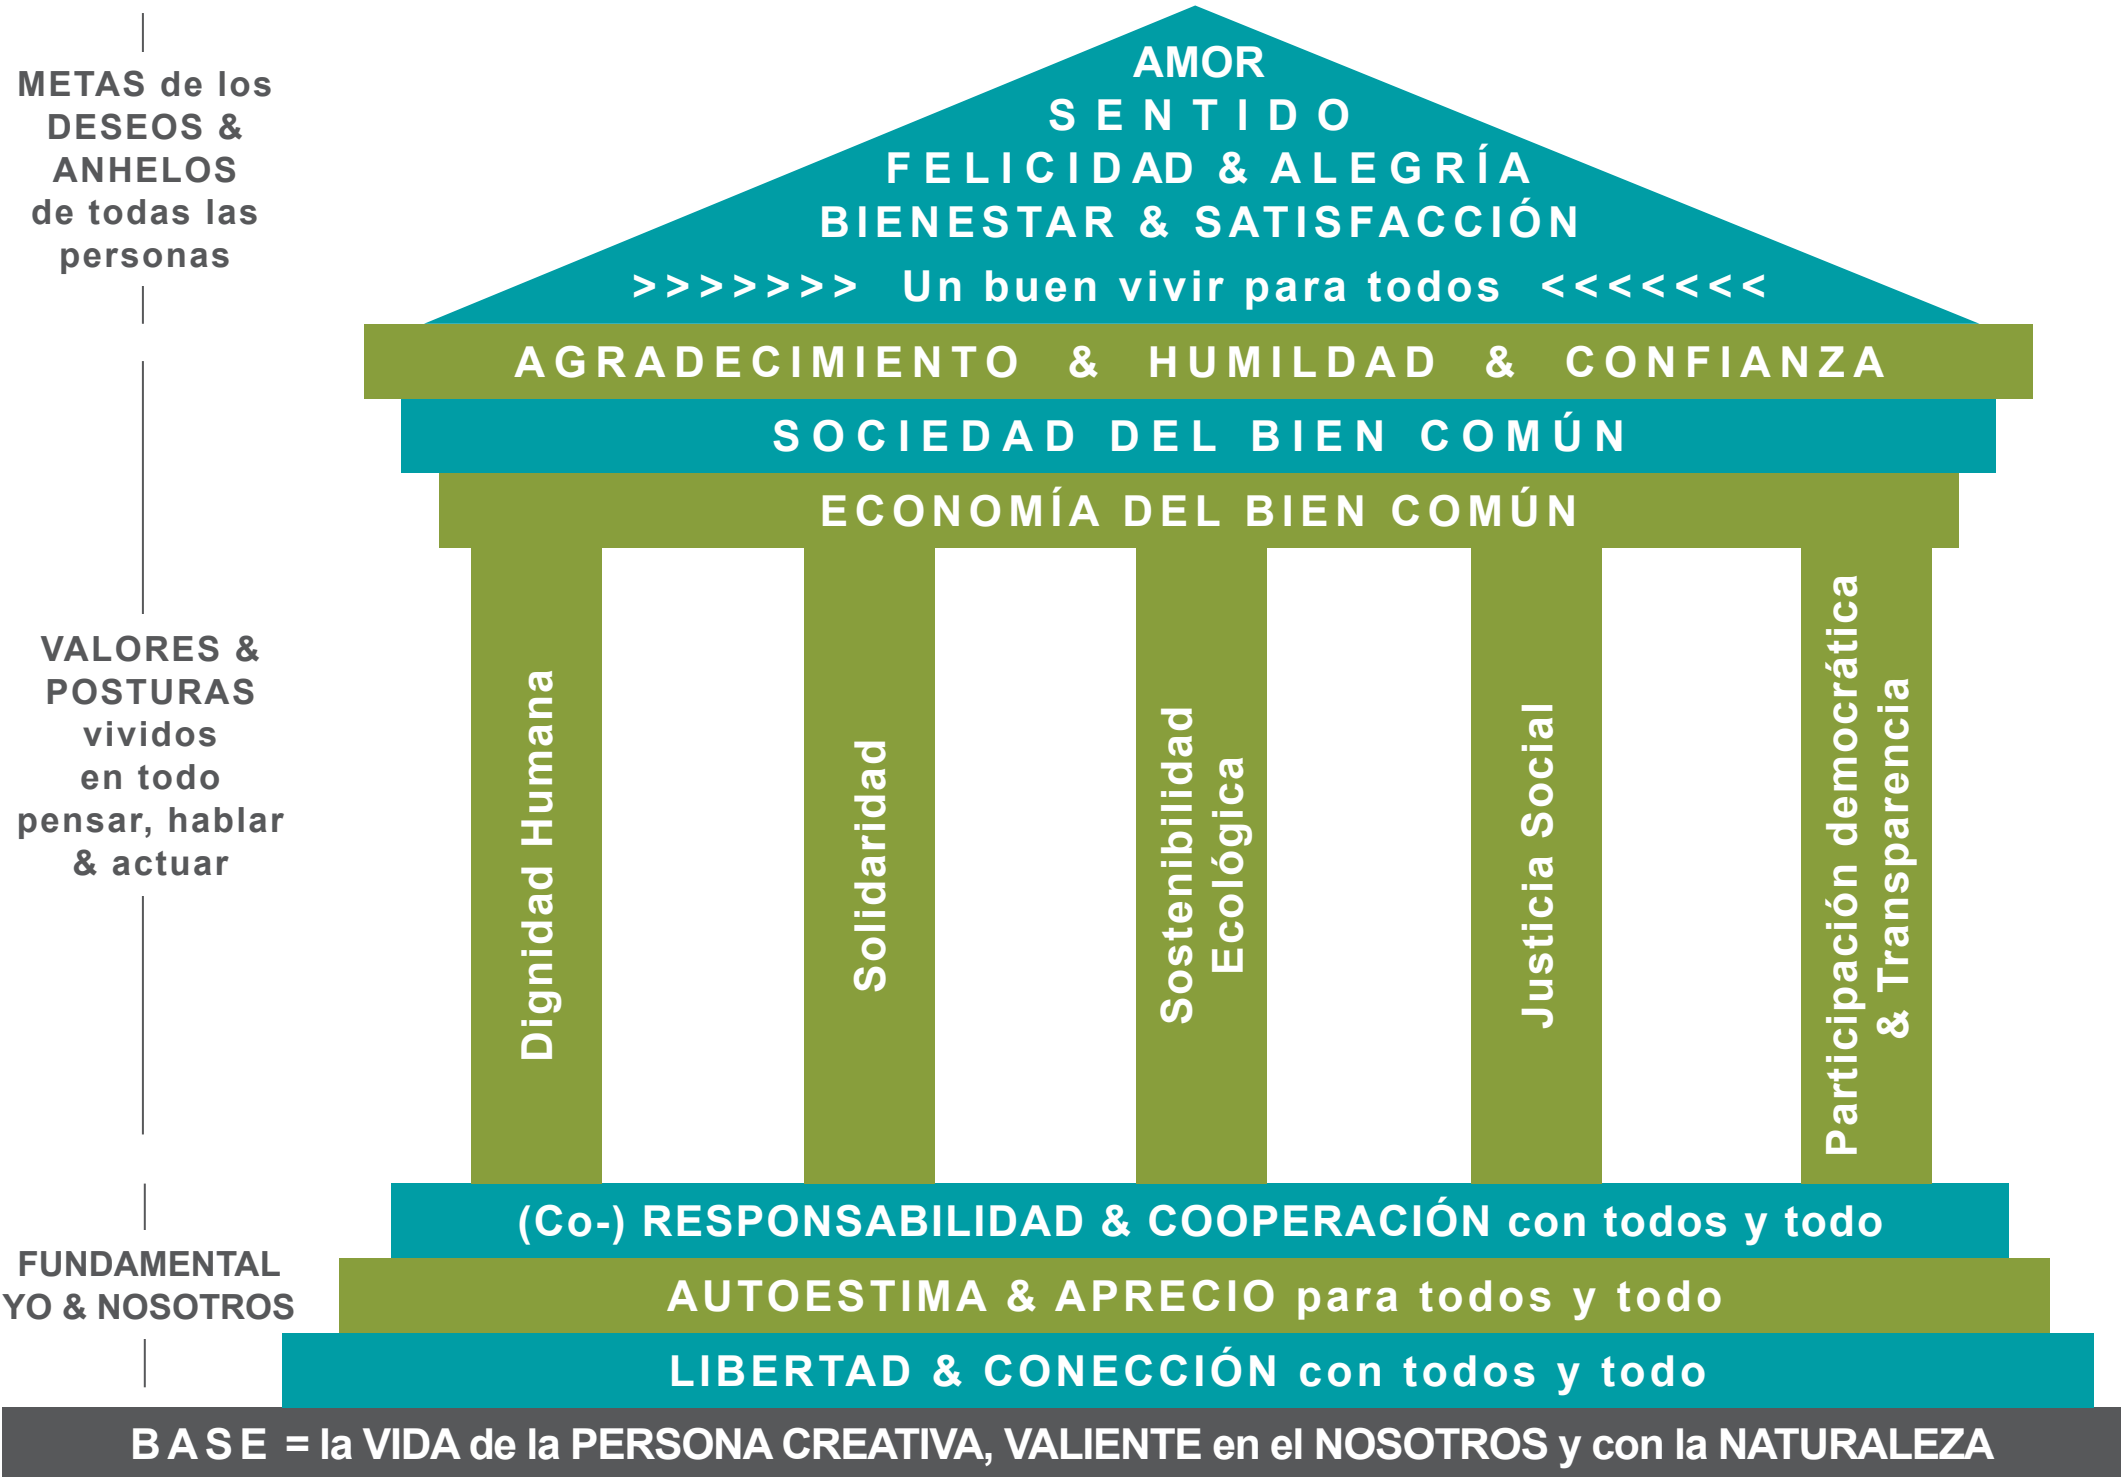 METAS de los
DESEOS &
ANHELOS
de todas las
personas
AMOR
SENTIDO
FELICIDAD & ALEGRÍA
BIENESTAR & SATISFACCIÓN
>>>>>>> Un buen vivir para todos <<<<<<<
AGRADECIMIENTO & HUMILDAD & CONFIANZA
SOCIEDAD DEL BIEN COMÚN
ECONOMÍA DEL BIEN COMÚN
VALORES &
POSTURAS
vividos
en todo
pensar, hablar
& actuar
Dignidad Humana
Solidaridad
Sostenibilidad
Ecológica
Justicia Social
Participación democrática
& Transparencia
FUNDAMENTAL
YO & NOSOTROS
(Co-) RESPONSABILIDAD & COOPERACIÓN con todos y todo
AUTOESTIMA & APRECIO para todos y todo
LIBERTAD & CONECCIÓN con todos y todo
BASE = la VIDA de la PERSONA CREATIVA, VALIENTE en el NOSOTROS y con la NATURALEZA